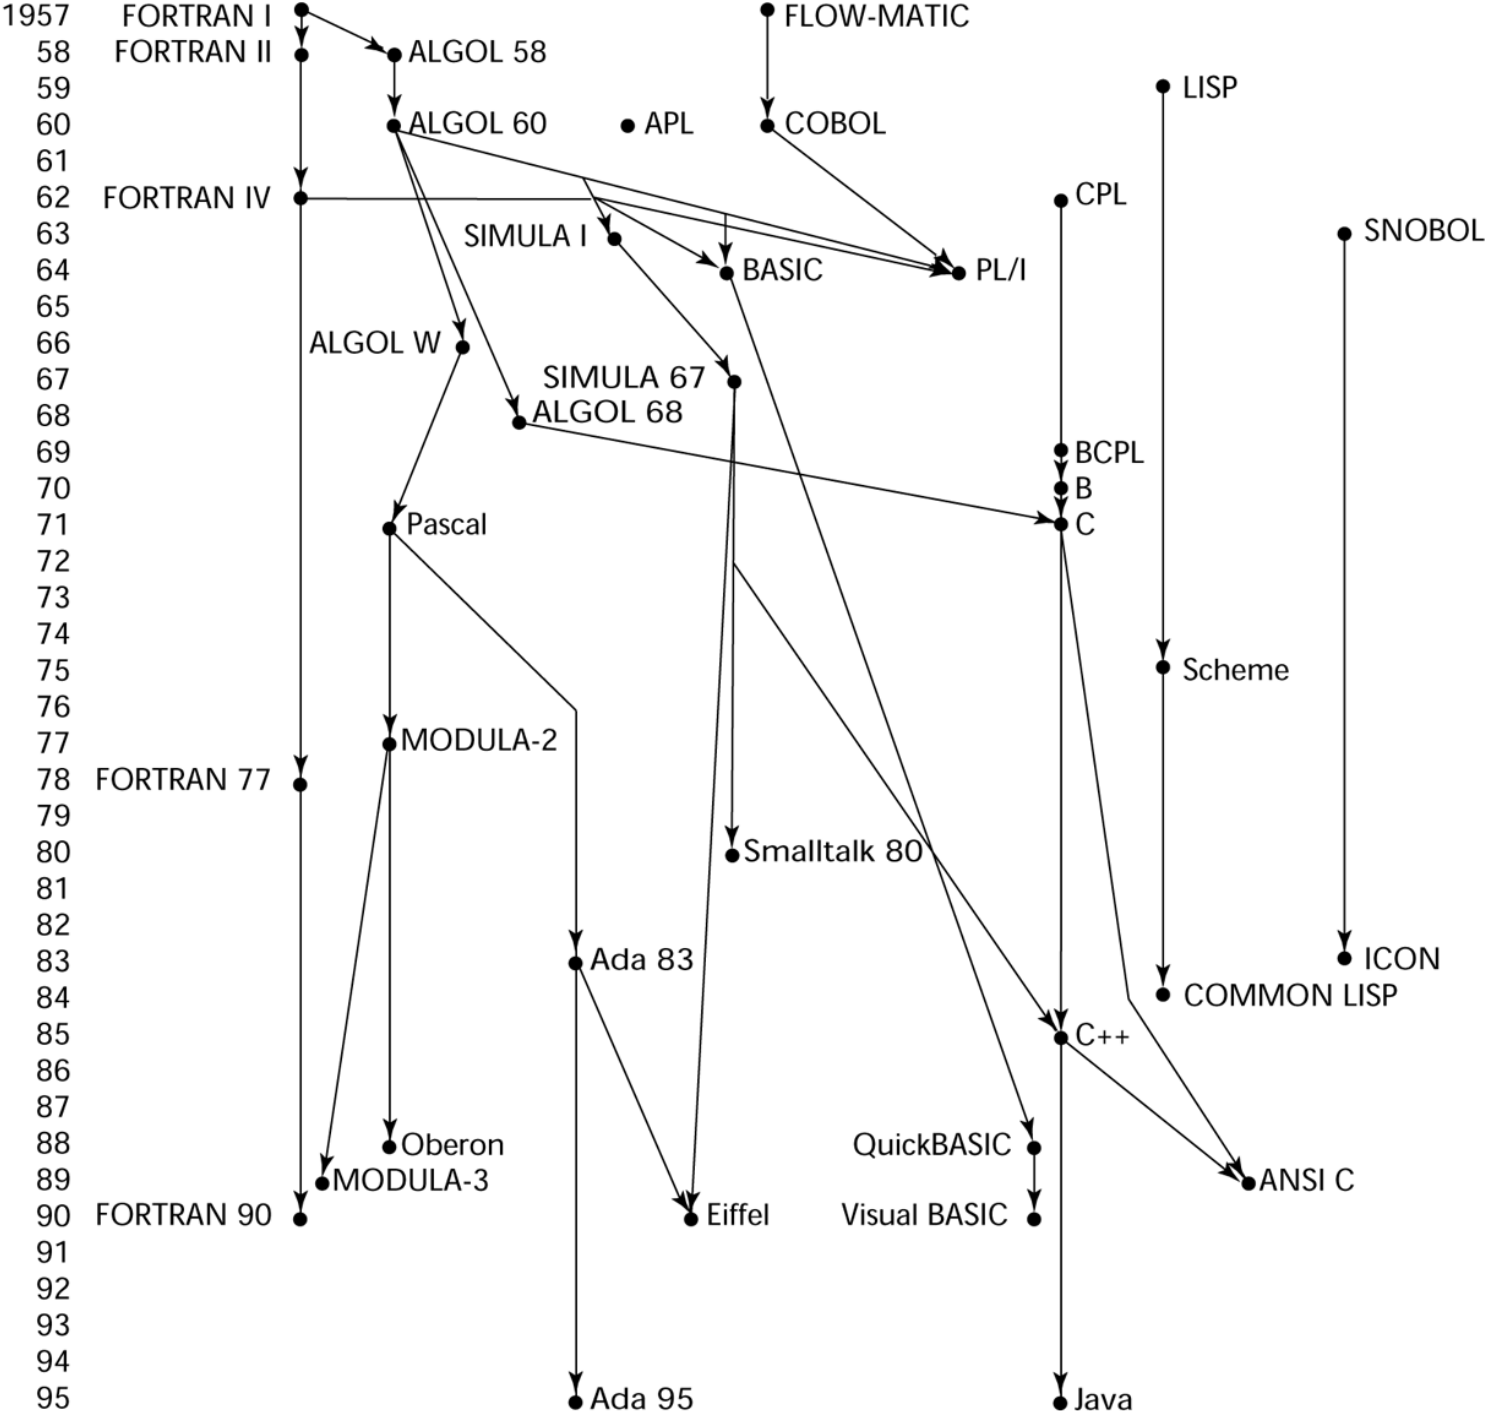 1957 FORTRAN I FLOW-MATIC
58 FORTRAN II ALGOL 58
59 LISP
60 ALGOL 60 APL COBOL
61
62 FORTRAN IV CPL
63 SIMULA I SNOBOL
64 BASIC PL/I
65
66 ALGOL W
67 SIMULA 67
68 ALGOL 68
69 BCPL
70 B
71 Pascal C
72
73
74
75 Scheme
76
77 MODULA-2
78 FORTRAN 77
79
80 Smalltalk 80
81
82
83 Ada 83 ICON
84 COMMON LISP
85 C++
86
87
88 Oberon QuickBASIC
89 MODULA-3 ANSI C
90 FORTRAN 90 Eiffel Visual BASIC
91
92
93
94
95 Ada 95 Java